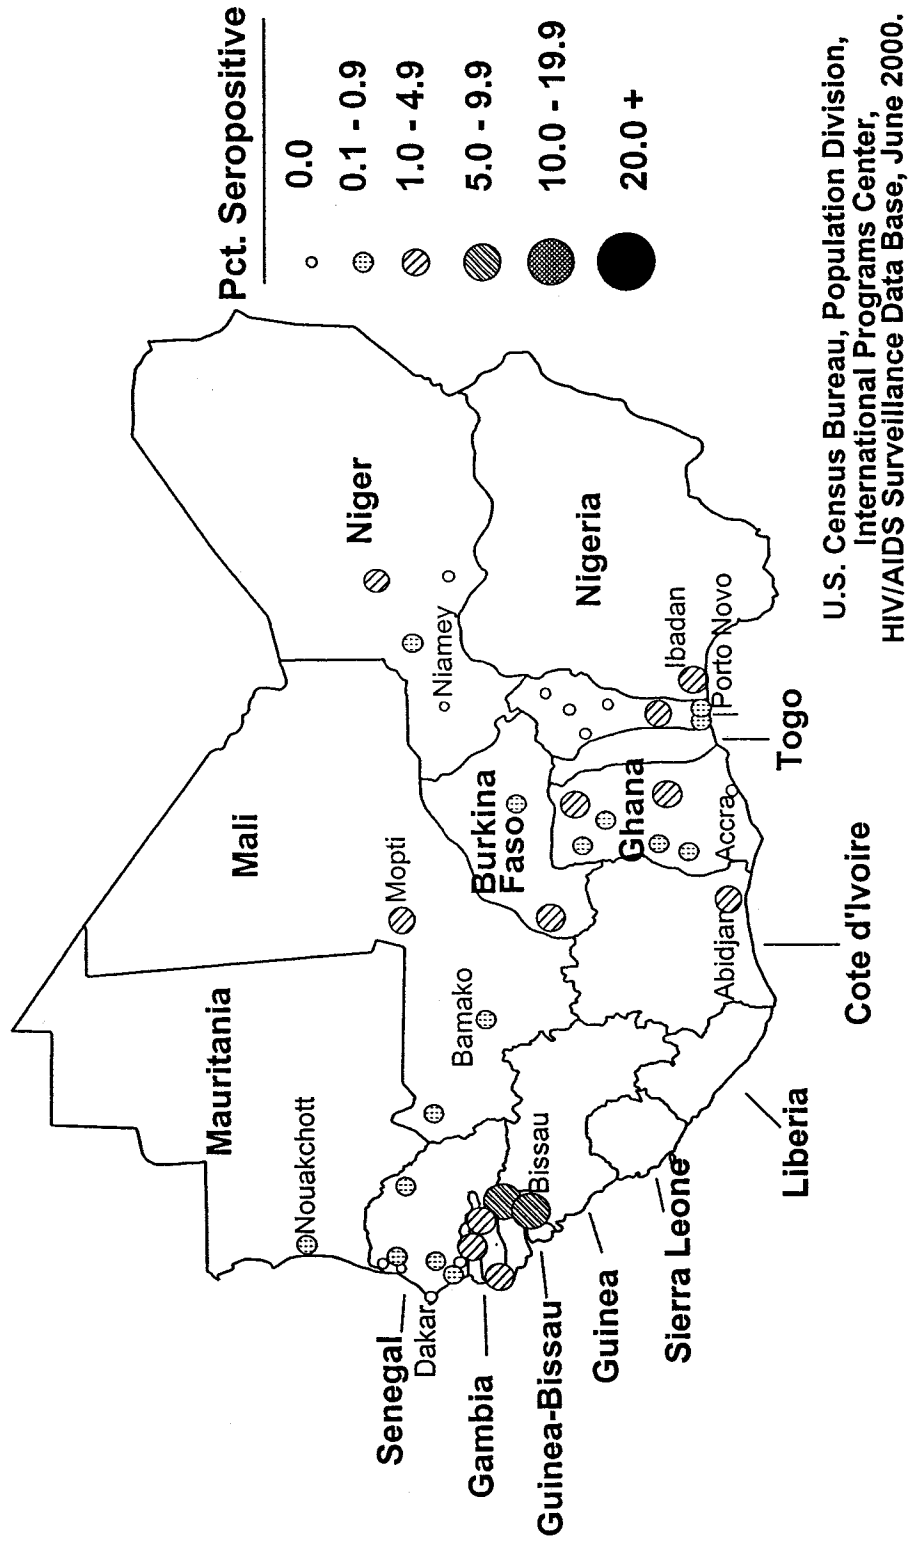 Pct. Seropositive
0.0
0.1 - 0.9
1.0 - 4.9
5.0 - 9.9
10.0 - 19.9
20.0 +
Mauritania
Nouakchott
Mali
Mopti
Bamako
Niger
Niamey
Senegal
Dakar
Gambia
Guinea-Bissau
Bissau
Guinea
Sierra Leone
Liberia
Burkina
Faso
Ghana
Accra
Abidjan
Cote d'Ivoire
Togo
Nigeria
Ibadan
Porto Novo
U.S. Census Bureau, Population Division,
International Programs Center,
HIV/AIDS Surveillance Data Base, June 2000.